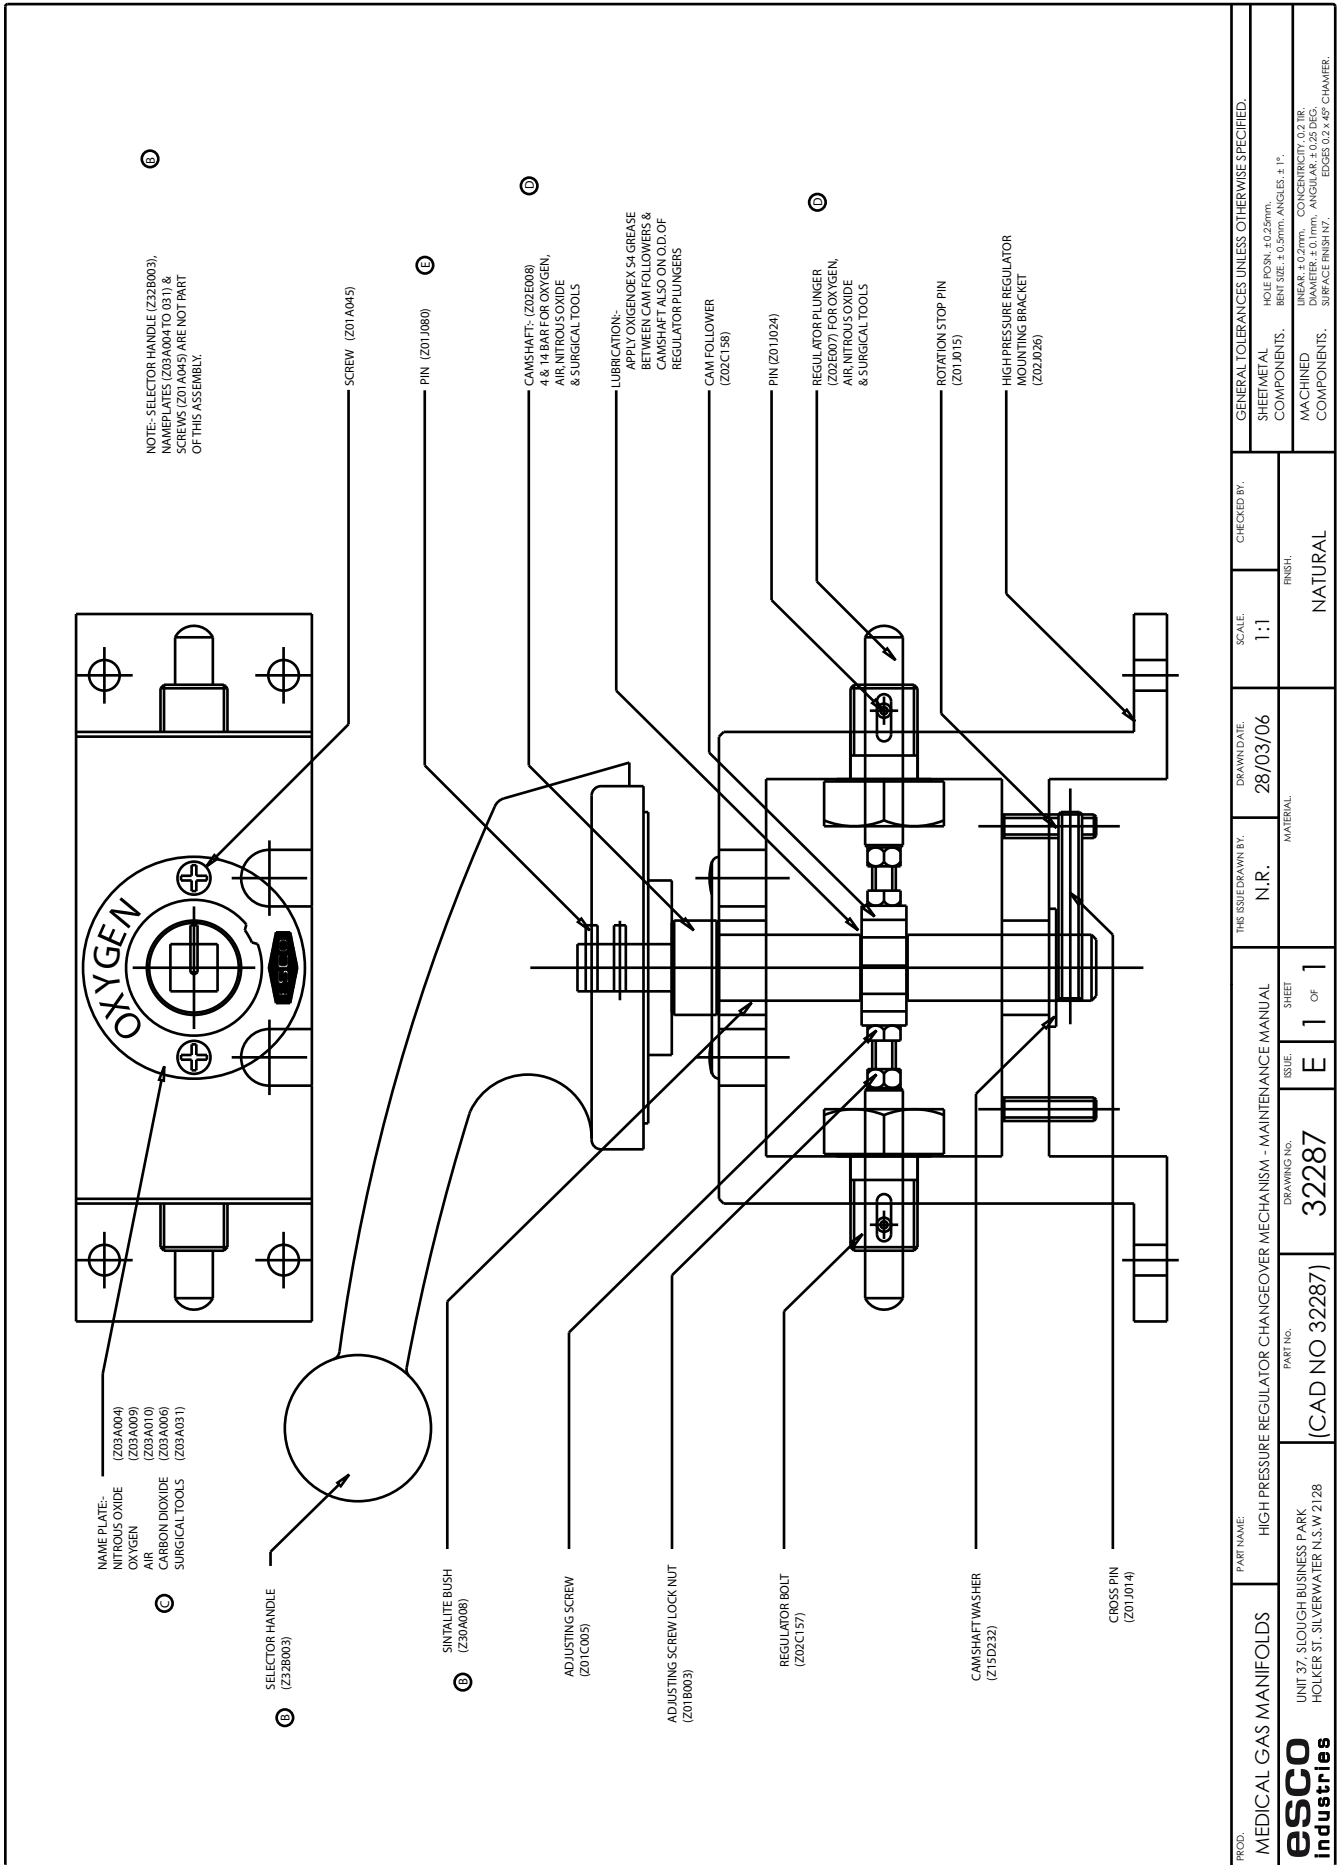 NAME PLATE:-
NITROUS OXIDE (Z03A004)
OXYGEN (Z03A009)
AIR (Z03A010)
CARBON DIOXIDE (Z03A006)
SURGICAL TOOLS (Z03A031)
C
OXYGEN
ESCO
NOTE:- SELECTOR HANDLE (Z32B003),
NAMEPLATES (Z03A004 TO 031) &
SCREWS (Z01A045) ARE NOT PART
OF THIS ASSEMBLY.
B
SELECTOR HANDLE
(Z32B003)
B
SCREW (Z01A045)
PIN (Z01J080)
E
SINTALITE BUSH
(Z30A008)
B
CAMSHAFT:- (Z02E008)
4 & 14 BAR FOR OXYGEN,
AIR, NITROUS OXIDE
& SURGICAL TOOLS
D
ADJUSTING SCREW
(Z01C005)
LUBRICATION:-
APPLY OXIGENOEX S4 GREASE
BETWEEN CAM FOLLOWERS &
CAMSHAFT ALSO ON O.D.OF
REGULATOR PLUNGERS
ADJUSTING SCREW LOCK NUT
(Z01B003)
CAM FOLLOWER
(Z02C158)
PIN (Z01J024)
REGULATOR BOLT
(Z02C157)
REGULATOR PLUNGER
(Z02E007) FOR OXYGEN,
AIR, NITROUS OXIDE
& SURGICAL TOOLS
D
CAMSHAFT WASHER
(Z15D232)
ROTATION STOP PIN
(Z01J015)
HIGH PRESSURE REGULATOR
MOUNTING BRACKET
(Z02J026)
CROSS PIN
(Z01J014)
PROD.
MEDICAL GAS MANIFOLDS
PART NAME:
HIGH PRESSURE REGULATOR CHANGEOVER MECHANISM - MAINTENANCE MANUAL
THIS ISSUE DRAWN BY.
N.R.
DRAWN DATE.
28/03/06
SCALE.
1:1
CHECKED BY.
GENERAL TOLERANCES UNLESS OTHERWISE SPECIFIED.
SHEETMETAL
COMPONENTS.
HOLE POSN. ±0.25mm.
BENT SIZE. ± 0.5mm. ANGLES. ± 1°.
MACHINED
COMPONENTS.
LINEAR. ± 0.2mm. CONCENTRICITY. 0.2 TIR.
DIAMETER. ± 0.1mm. ANGULAR. ± 0.25 DEG.
SURFACE FINISH N7. EDGES 0.2 x 45° CHAMFER.
esco
industries
UNIT 37, SLOUGH BUSINESS PARK
HOLKER ST. SILVERWATER N.S.W 2128
PART No.
(CAD NO 32287)
DRAWING No.
32287
ISSUE.
E
SHEET
1 OF 1
MATERIAL.
FINISH.
NATURAL